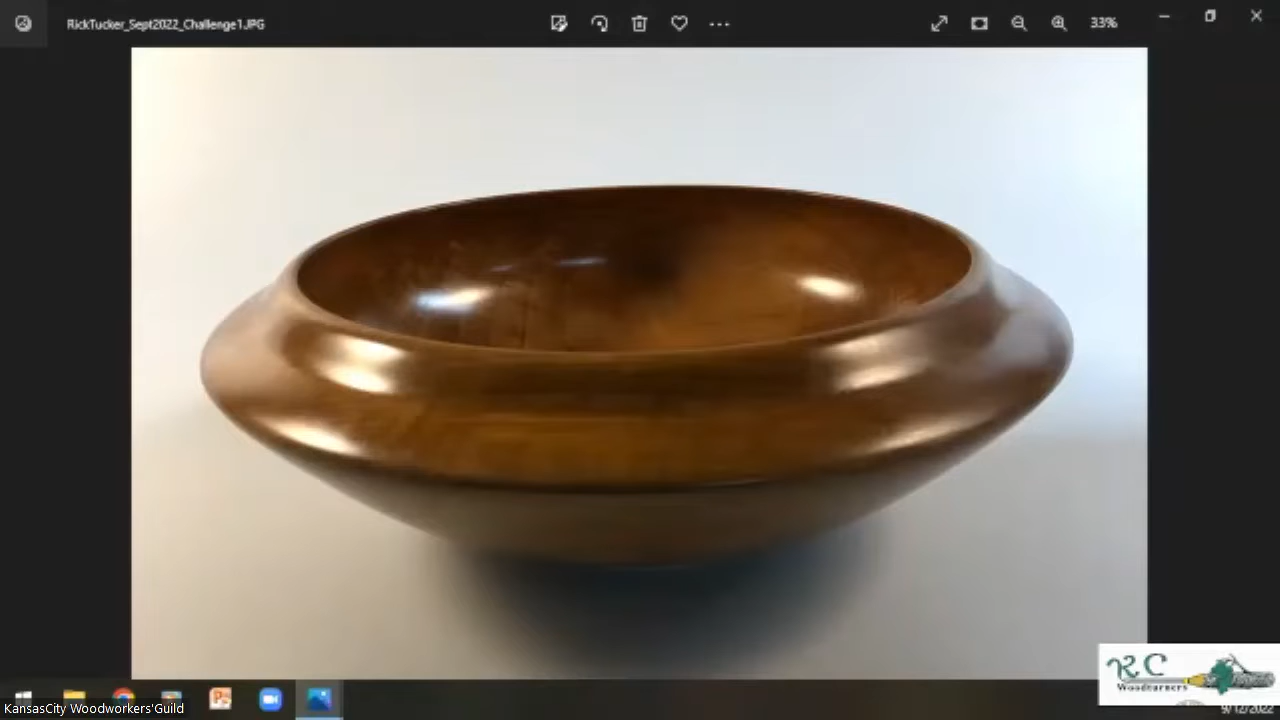 RickTucker_Sept2022_Challenge1.JPG
33%
KC
Woodturners
KansasCity Woodworkers'Guild
9/12/2022